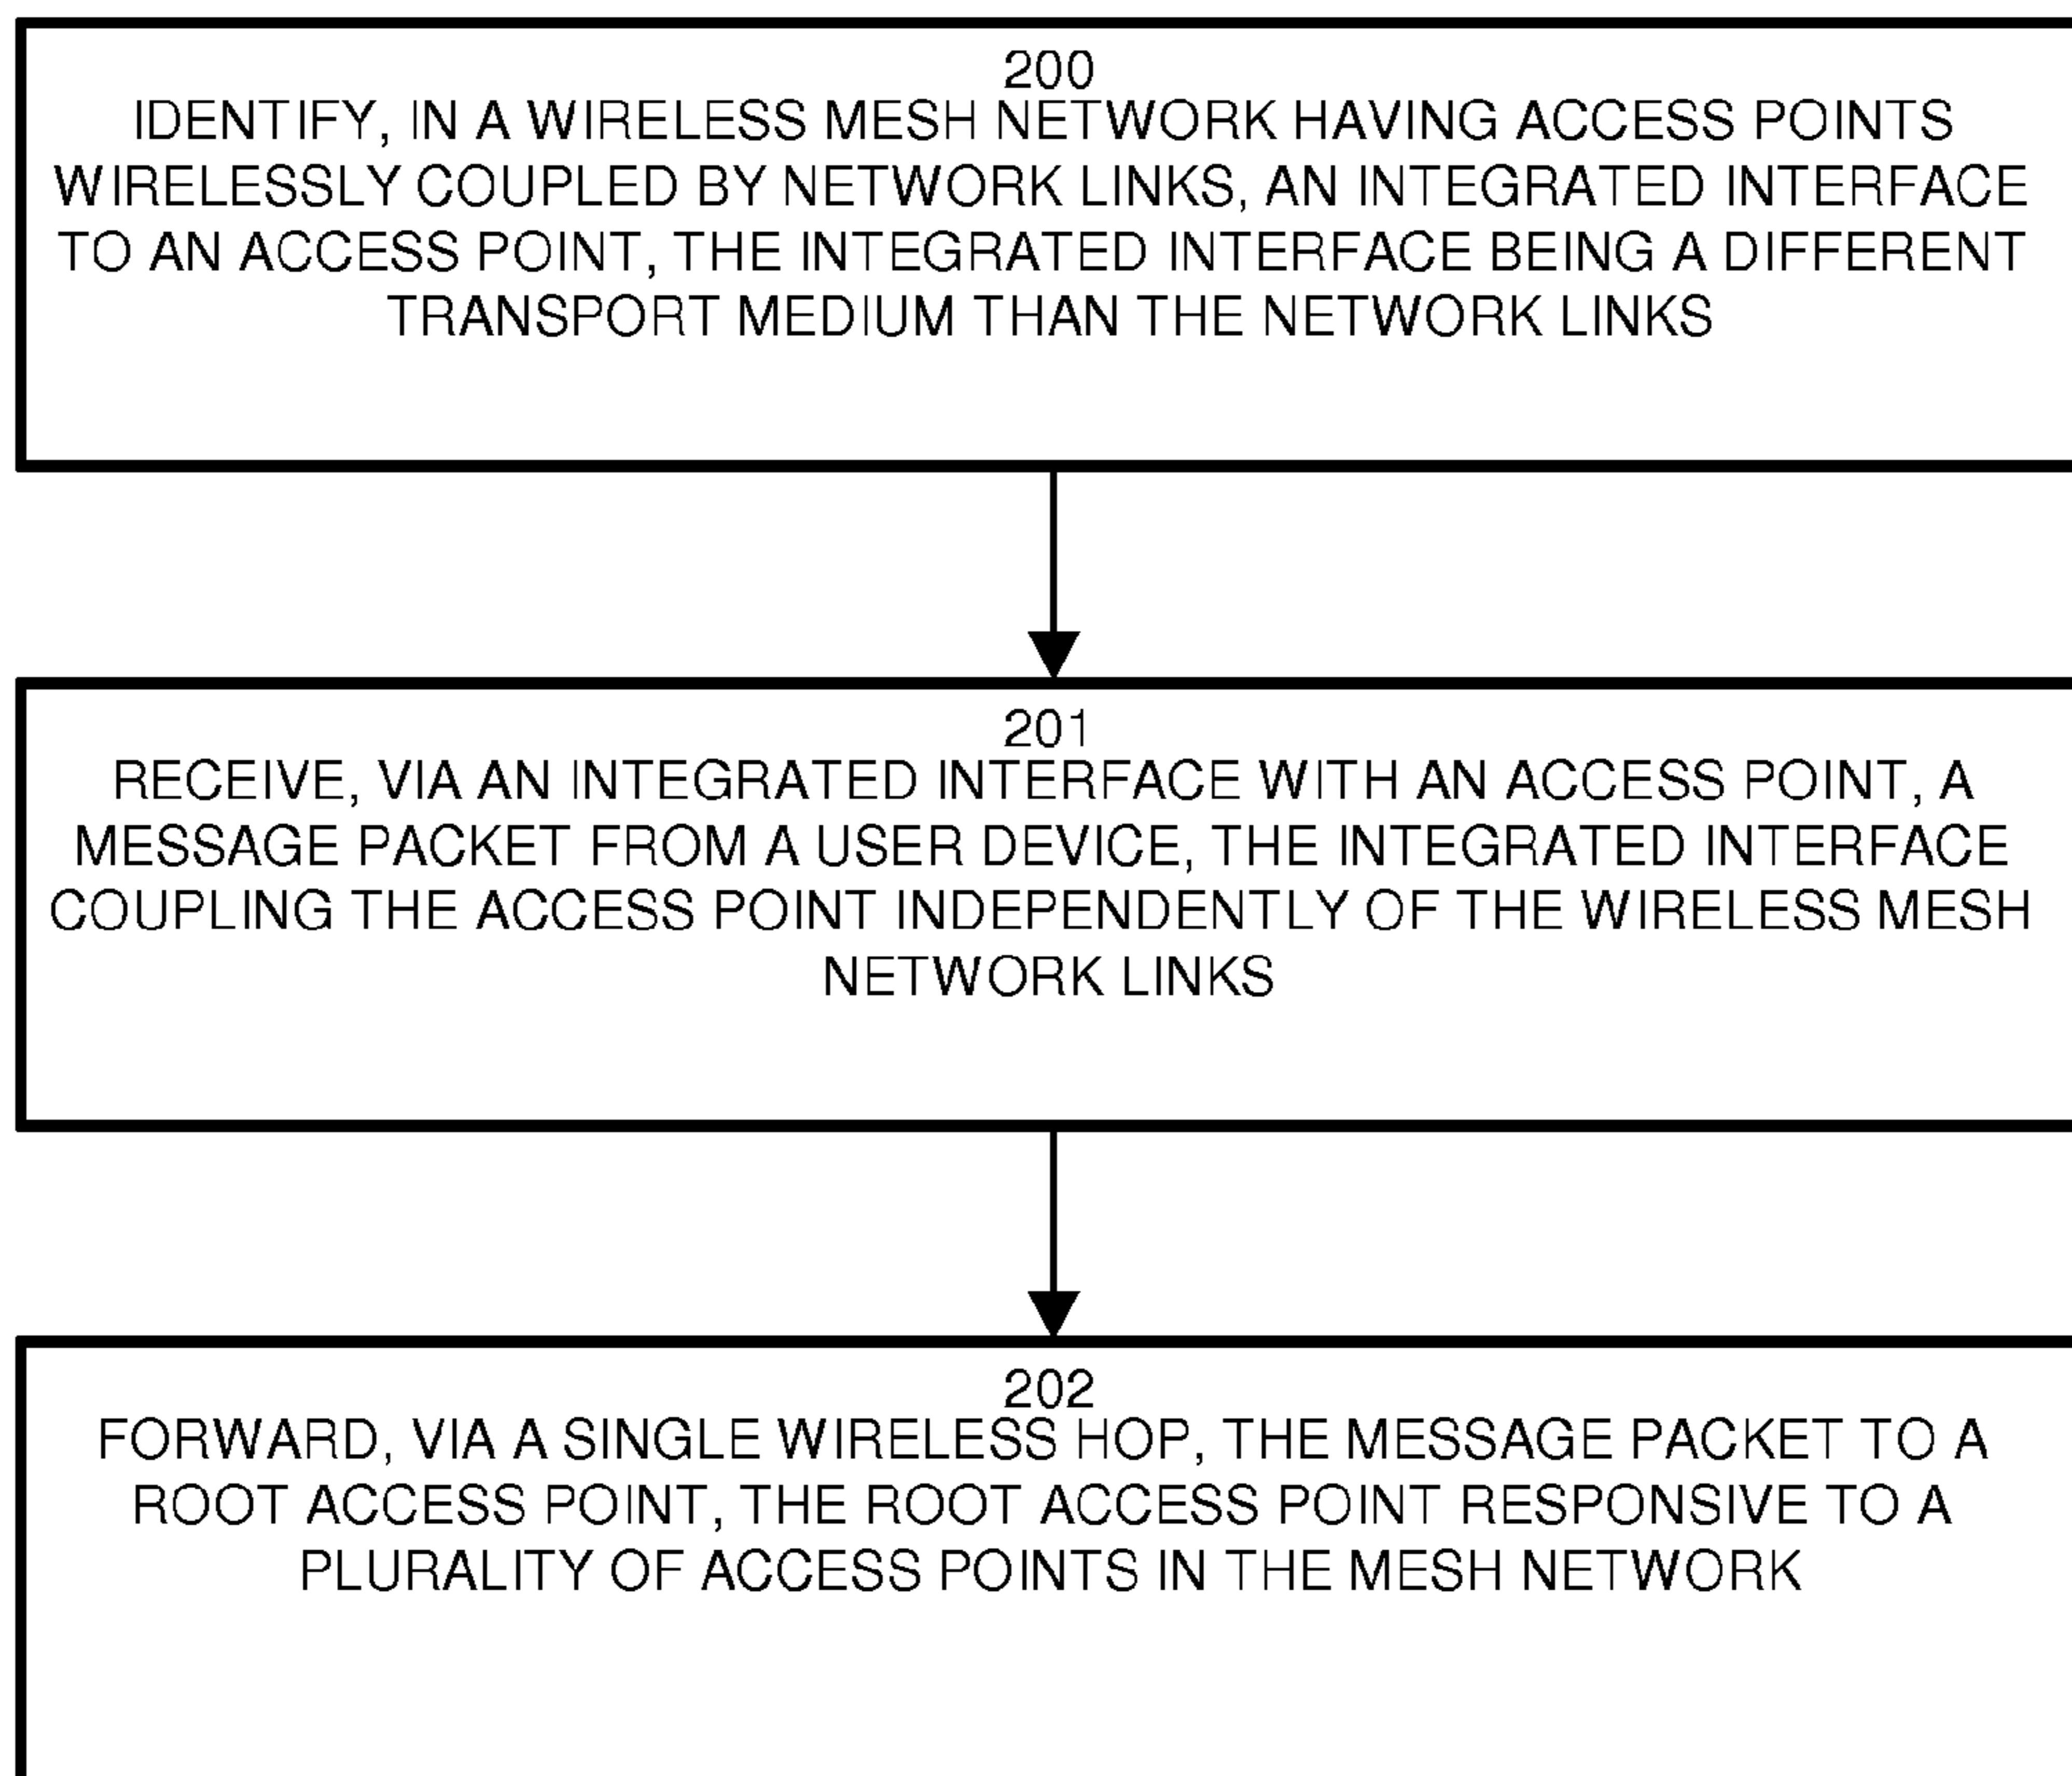 200
IDENTIFY, IN A WIRELESS MESH NETWORK HAVING ACCESS POINTS
WIRELESSLY COUPLED BY NETWORK LINKS, AN INTEGRATED INTERFACE
TO AN ACCESS POINT, THE INTEGRATED INTERFACE BEING A DIFFERENT
TRANSPORT MEDIUM THAN THE NETWORK LINKS
201
RECEIVE, VIA AN INTEGRATED INTERFACE WITH AN ACCESS POINT, A
MESSAGE PACKET FROM A USER DEVICE, THE INTEGRATED INTERFACE
COUPLING THE ACCESS POINT INDEPENDENTLY OF THE WIRELESS MESH
NETWORK LINKS
202
FORWARD, VIA A SINGLE WIRELESS HOP, THE MESSAGE PACKET TO A
ROOT ACCESS POINT, THE ROOT ACCESS POINT RESPONSIVE TO A
PLURALITY OF ACCESS POINTS IN THE MESH NETWORK